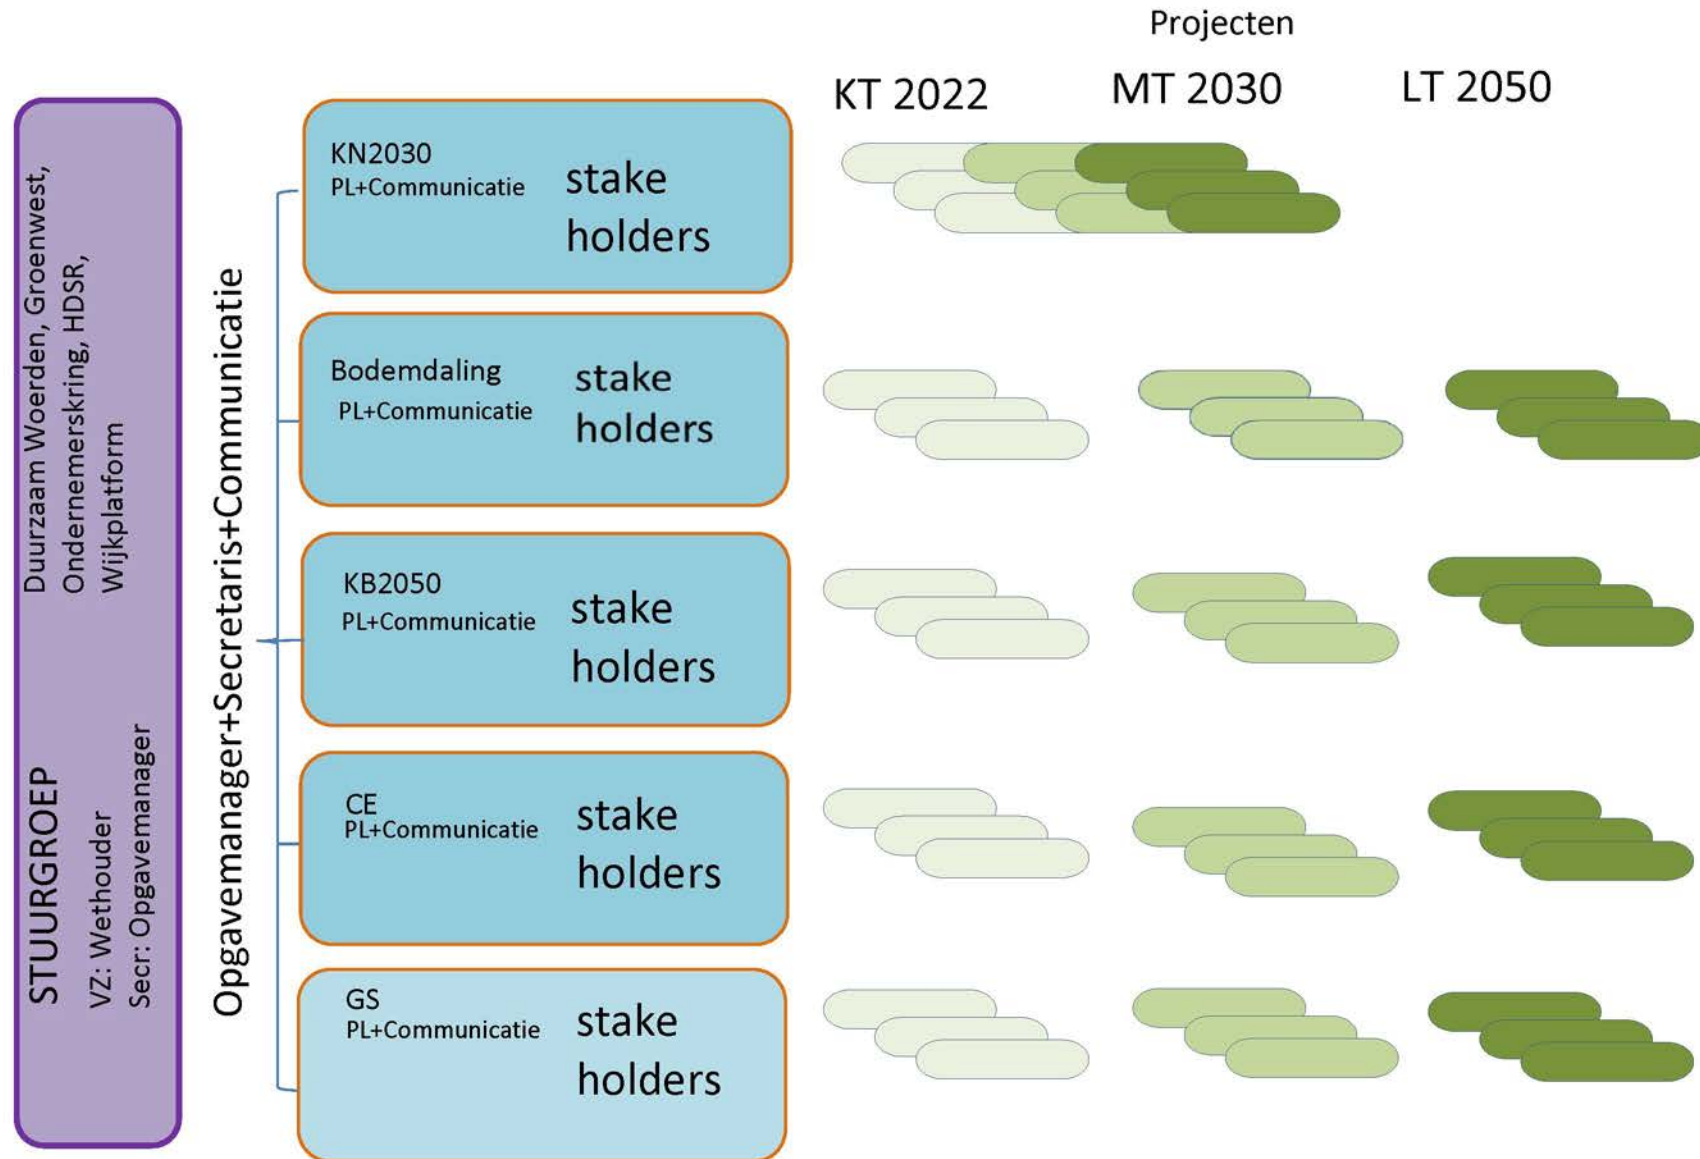 Projecten
KT 2022
MT 2030
LT 2050
STUURGROEP
VZ: Wethouder
Secr: Opgavemanager
Duurzaam Woerden, Groenwest,
Ondernemerskring, HDSR,
Wijkplatform
Opgavemanager+Secretaris+Communicatie
KN2030
PL+Communicatie
stake
holders
Bodemdaling
PL+Communicatie
stake
holders
KB2050
PL+Communicatie
stake
holders
CE
PL+Communicatie
stake
holders
GS
PL+Communicatie
stake
holders